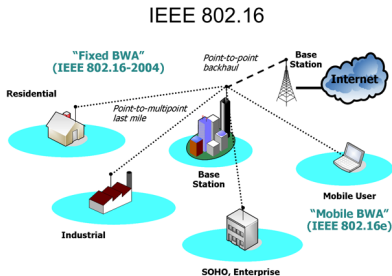 IEEE 802.16
"Fixed BWA"
(IEEE 802.16-2004)
Point-to-point
backhaul
Base
Station
Internet
Residential
Point-to-multipoint
last mile
Base
Station
Mobile User
Industrial
"Mobile BWA"
(IEEE 802.16e)
SOHO, Enterprise